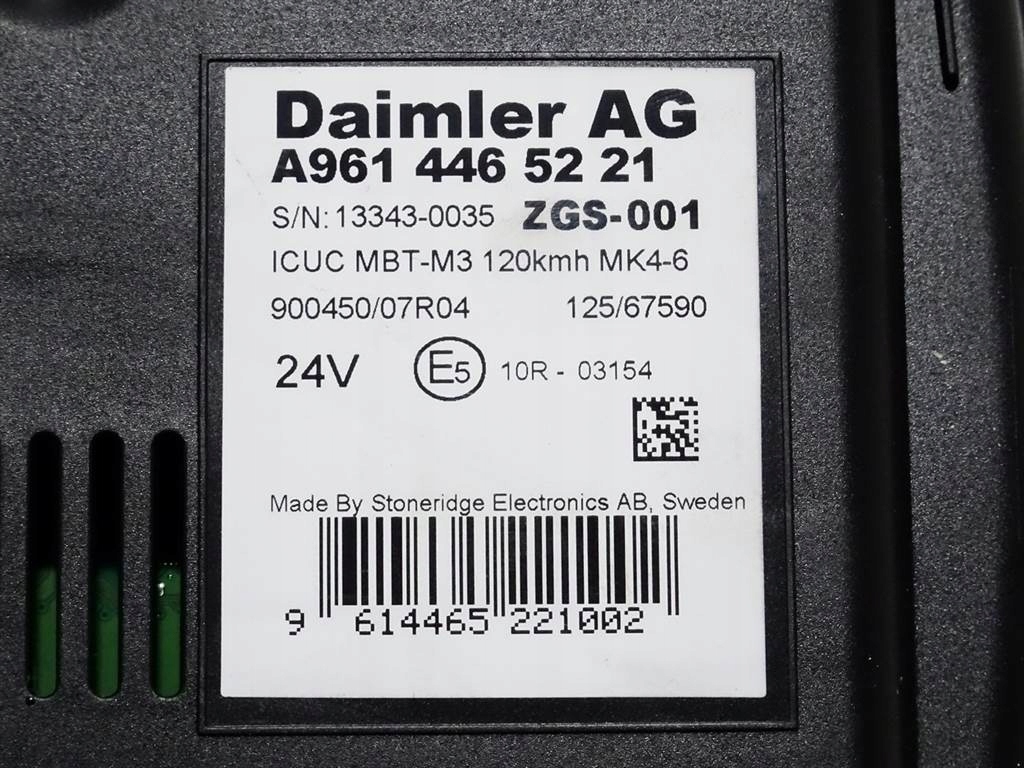 Daimler AG
A961 446 52 21
S/N: 13343-0035 ZGS-001
ICUC MBT-M3 120kmh MK4-6
900450/07R04 125/67590
24V E5 10R - 03154
Made By Stoneridge Electronics AB, Sweden
9 614465 221002